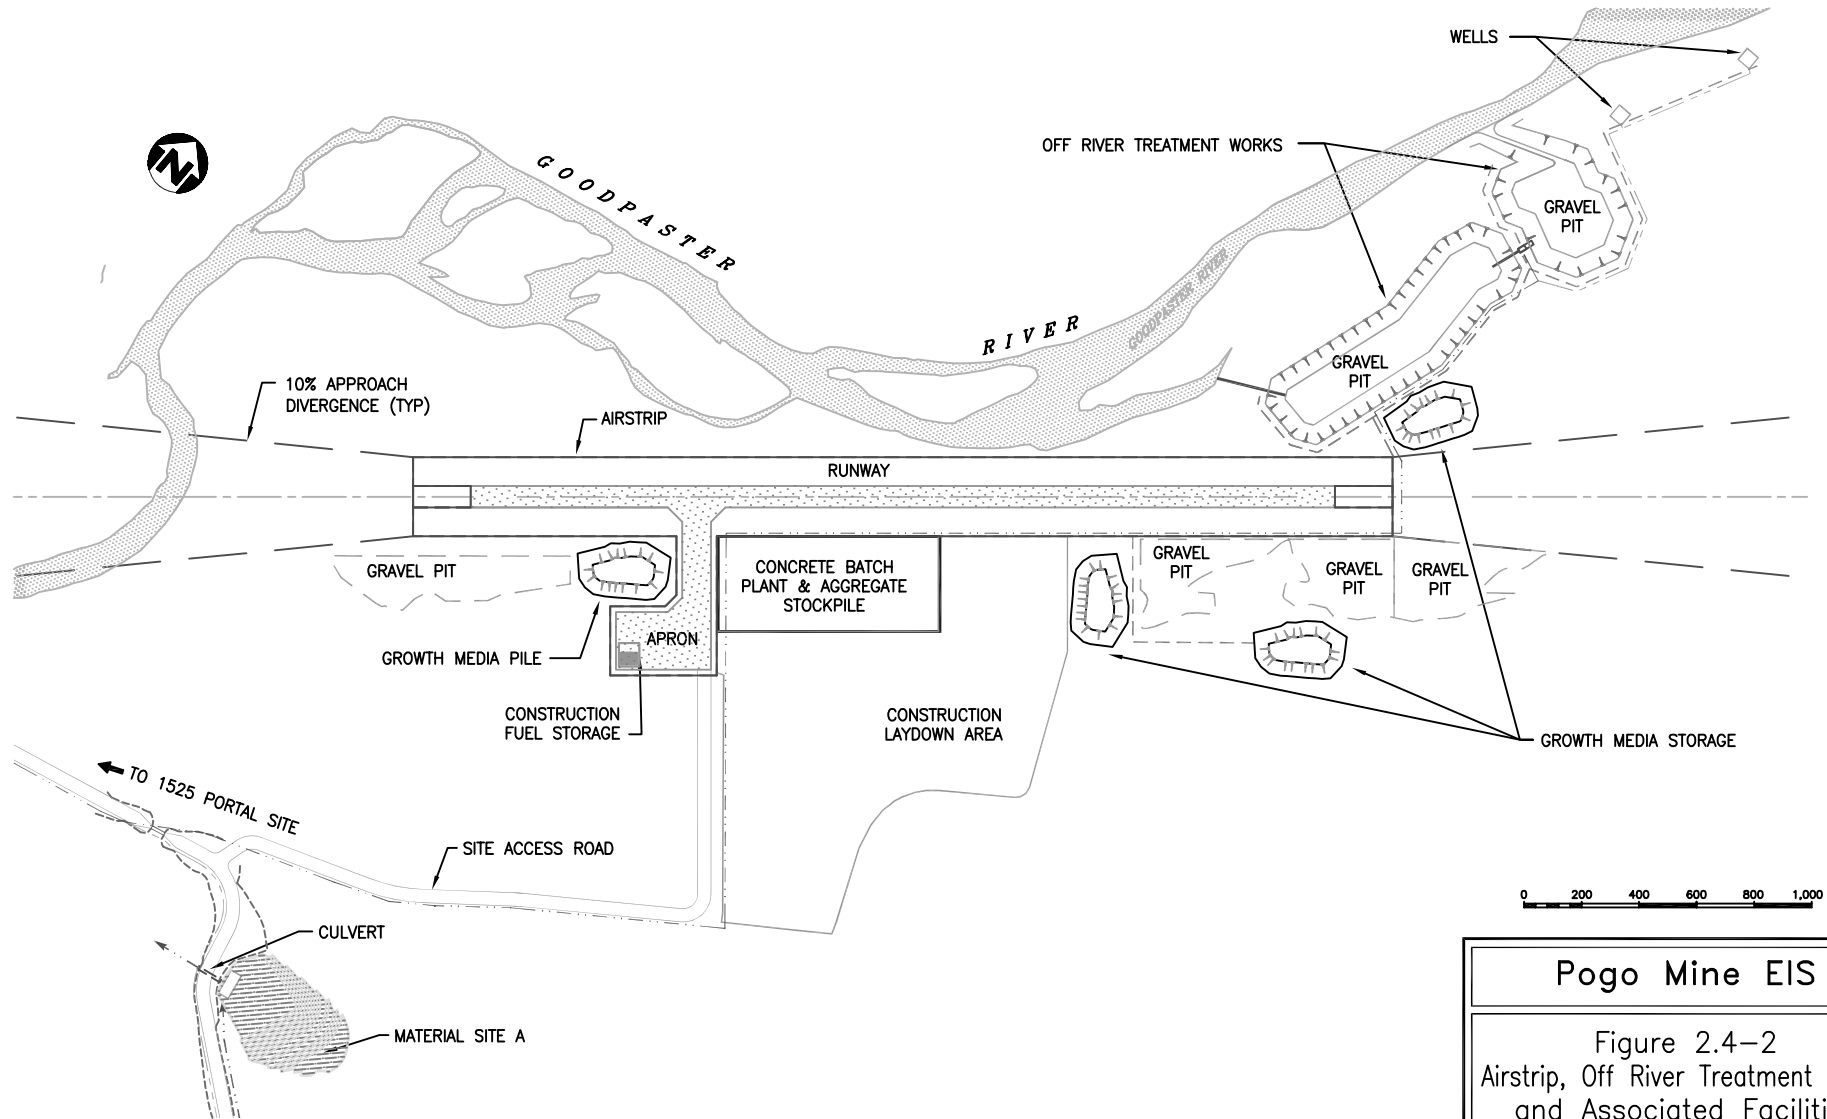 WELLS
OFF RIVER TREATMENT WORKS
N
GOODPASTER
RIVER
GOODPASTER RIVER
GRAVEL
PIT
GRAVEL
PIT
10% APPROACH
DIVERGENCE (TYP)
AIRSTRIP
RUNWAY
GRAVEL PIT
CONCRETE BATCH
PLANT & AGGREGATE
STOCKPILE
GRAVEL
PIT
GRAVEL
PIT
GRAVEL
PIT
APRON
GROWTH MEDIA PILE
CONSTRUCTION
FUEL STORAGE
CONSTRUCTION
LAYDOWN AREA
GROWTH MEDIA STORAGE
TO 1525 PORTAL SITE
SITE ACCESS ROAD
CULVERT
MATERIAL SITE A
0 200 400 600 800 1,000
Pogo Mine EIS
Figure 2.4-2
Airstrip, Off River Treatment
and Associated Faciliti